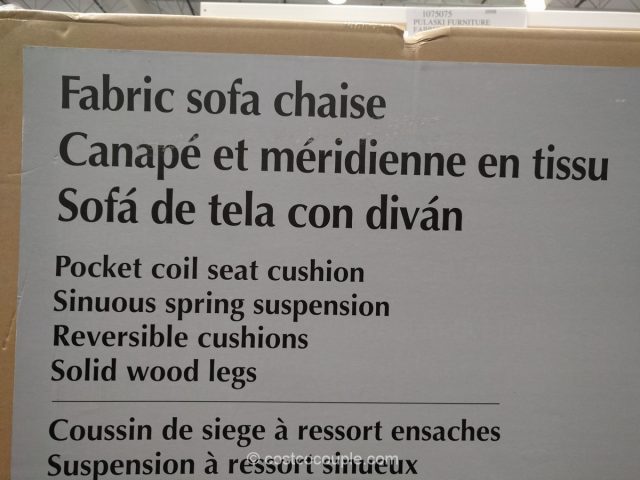 1075075
PULASKI FURNITURE
Fabric sofa chaise
Canapé et méridienne en tissu
Sofá de tela con diván
Pocket coil seat cushion
Sinuous spring suspension
Reversible cushions
Solid wood legs
Coussin de siege à ressort ensaches
Suspension à ressort sinueux
© costcocouple.com